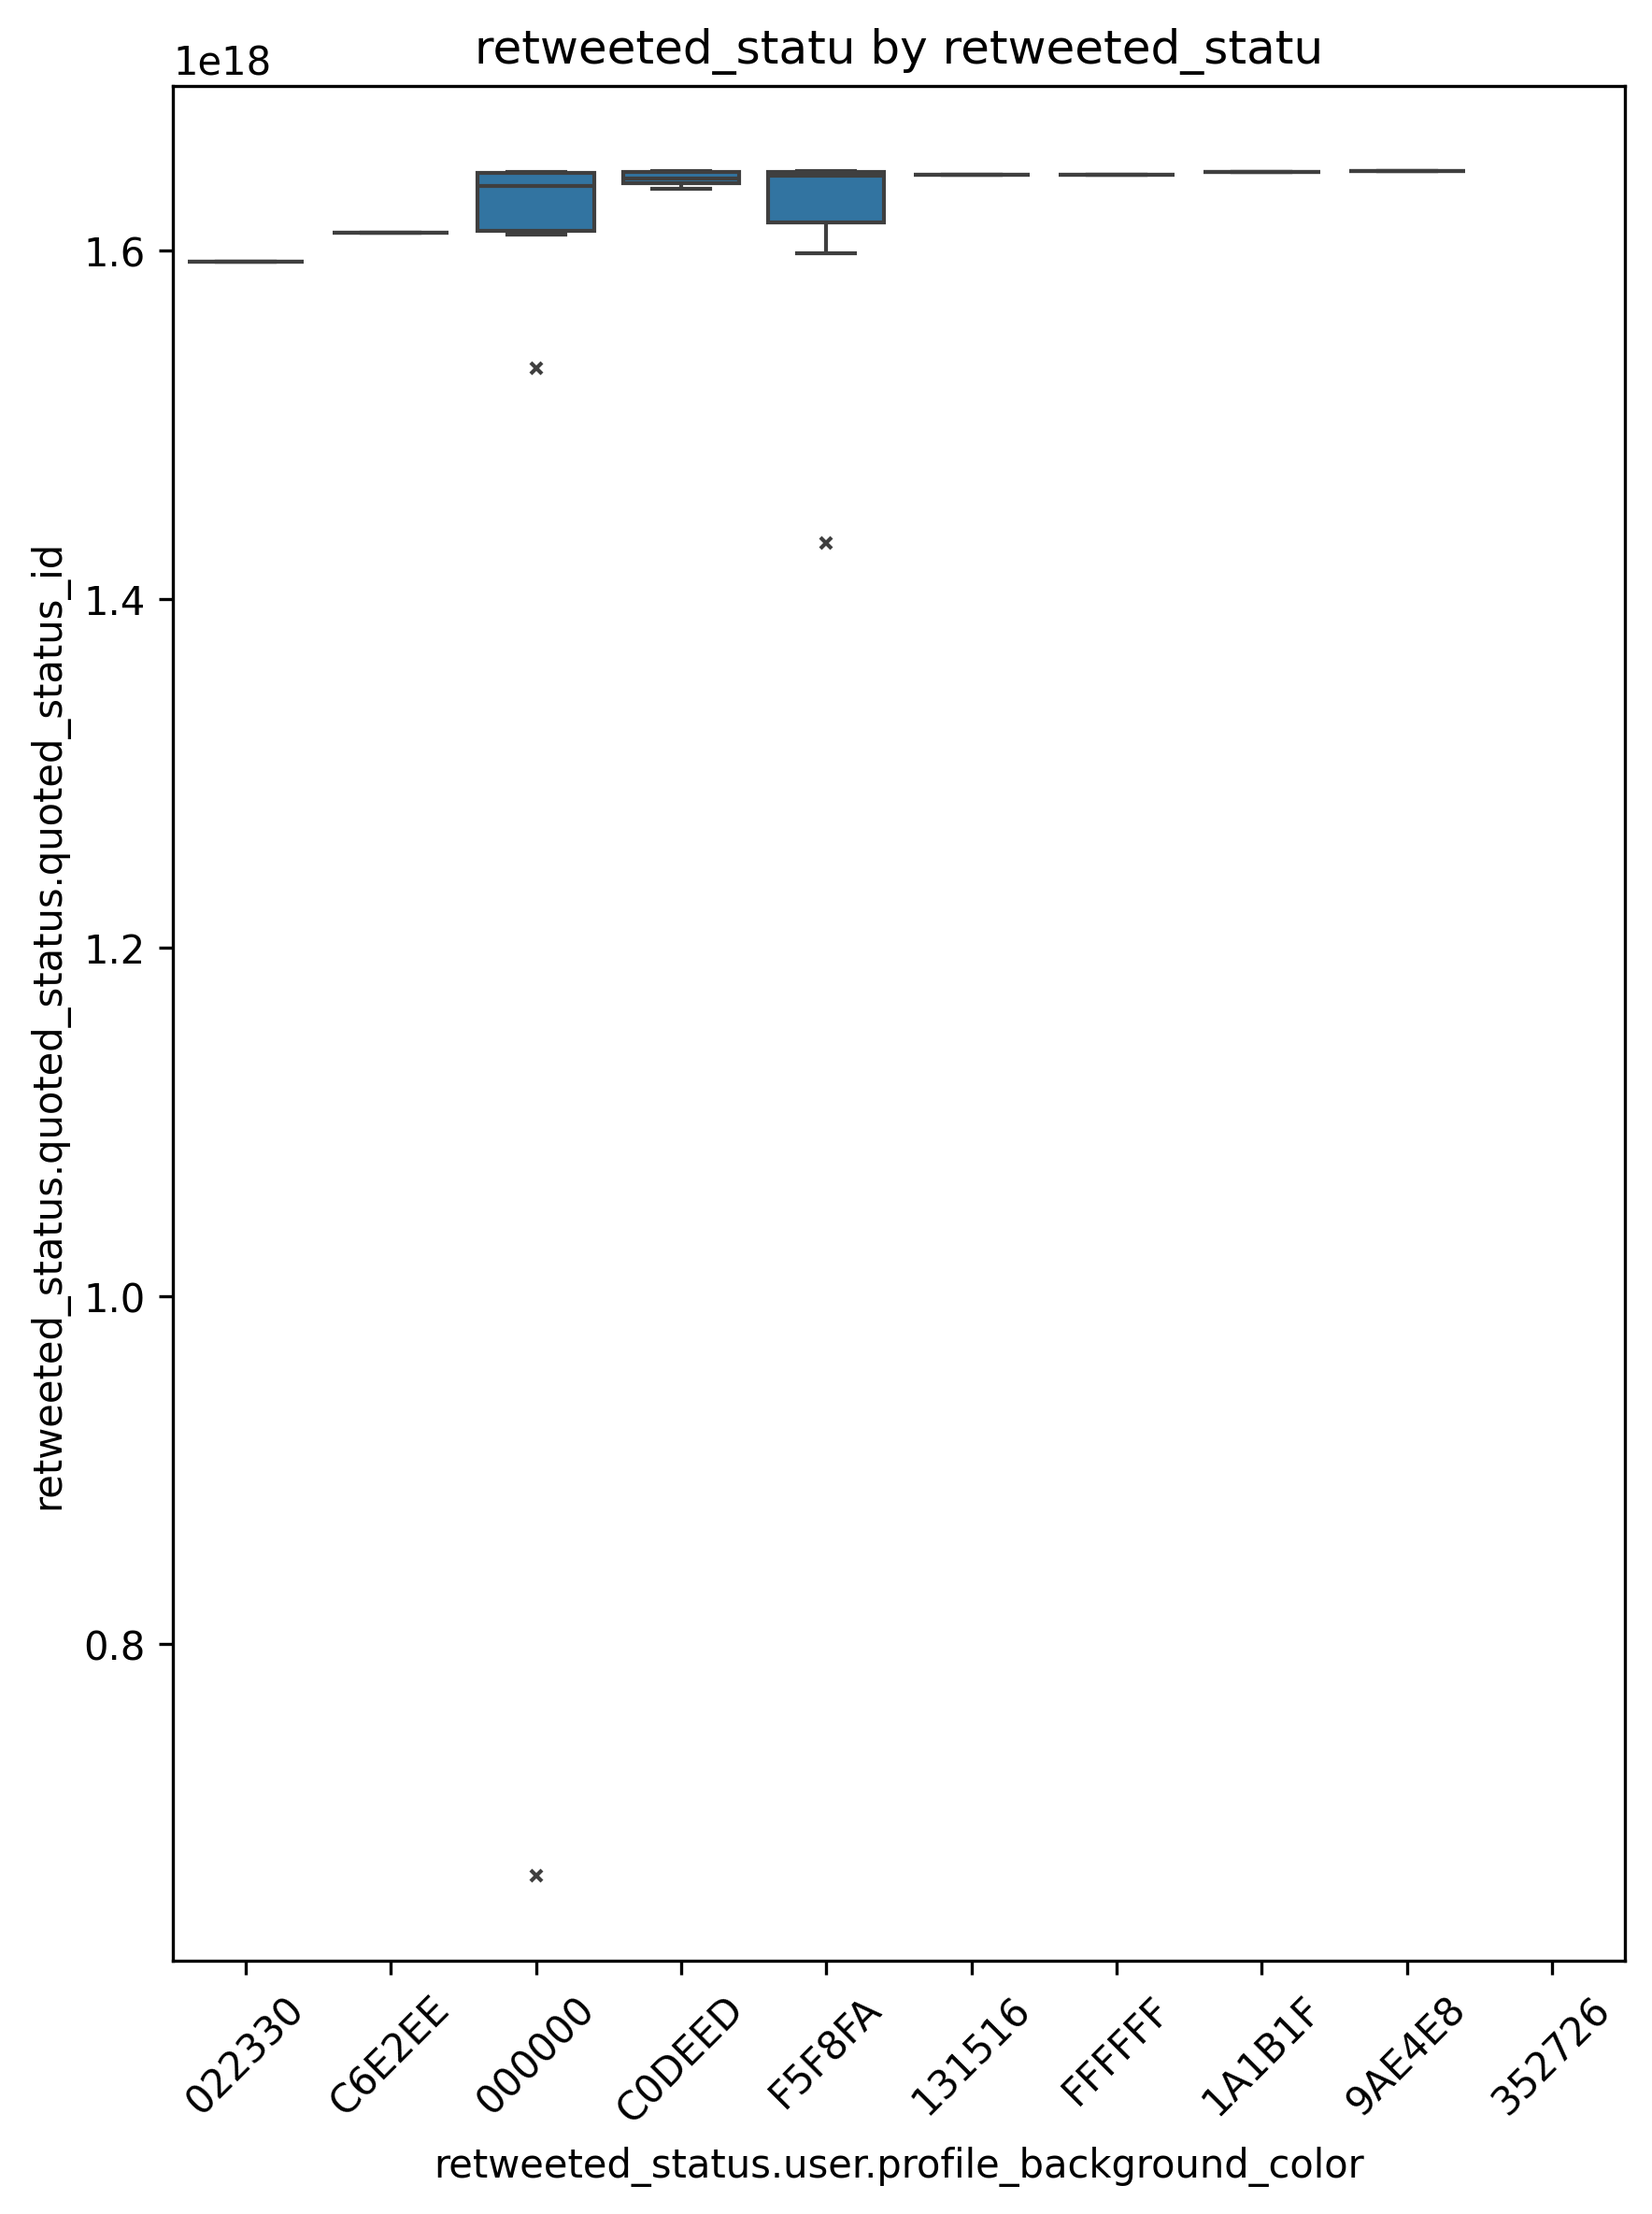 retweeted_statu by retweeted_statu
1e18
1.6
1.4
1.2
1.0
0.8
retweeted_status.quoted_status.quoted_status_id
022330
C6E2EE
000000
C0DEED
F5F8FA
131516
FFFFFF
1A1B1F
9AE4E8
352726
retweeted_status.user.profile_background_color